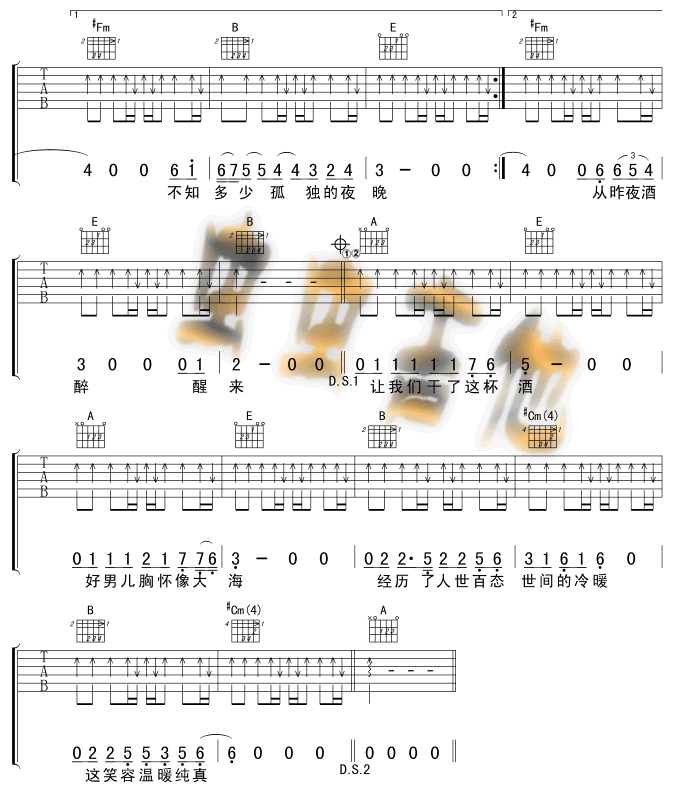 1 2
#Fm B E #Fm
T A B
4 0 0 6 1 | 6 7 5 5 4 4 3 2 4 | 3 – 0 0 :| 4 0 0 6 6 5 4
3
不知 多少 孤 独的夜 晚 从昨夜酒
E B ①② A E
T A B
3 0 0 0 1 | 2 – 0 0 || 0 1 1 1 1 1 7 6 | 5 – 0 0 |
D.S.1
醉 醒 来 让我们干了这杯 酒
A E B #Cm(4)
T A B
0 1 1 1 2 1 7 7 6 | 3 – 0 0 | 0 2 2· 5 2 2 5 6 | 3 1 6 1 6 0 |
好男儿胸怀像大 海 经历 了人世百态 世间的冷暖
B #Cm(4) A
T A B
0 2 2 5 5 3 5 6 | 6 0 0 0 || 0 0 0 0 ||
D.S.2
这笑容温暖纯真